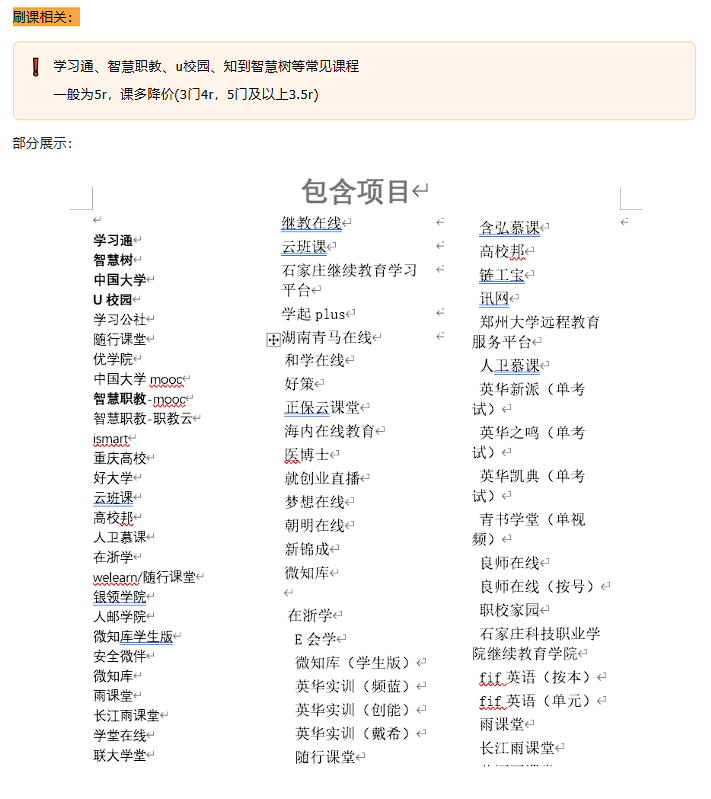 刷课相关：
学习通、智慧职教、u校园、知到智慧树等常见课程
一般为5r，课多降价(3门4r，5门及以上3.5r)
部分展示：
包含项目
学习通
智慧树
中国大学
U 校园
学习公社
随行课堂
优学院
中国大学 mooc
智慧职教-mooc
智慧职教-职教云
ismart
重庆高校
好大学
云班课
高校邦
人卫慕课
在浙学
welearn/随行课堂
银领学院
人邮学院
微知库学生版
安全微伴
微知库
雨课堂
长江雨课堂
学堂在线
联大学堂
继教在线
云班课
石家庄继续教育学习
平台
学起 plus
湖南青马在线
和学在线
好策
正保云课堂
海内在线教育
医博士
就创业直播
梦想在线
朝明在线
新锦成
微知库
在浙学
E 会学
微知库（学生版）
英华实训（频蓝）
英华实训（创能）
英华实训（戴希）
随行课堂
含弘慕课
高校邦
链工宝
讯网
郑州大学远程教育
服务平台
人卫慕课
英华新派（单考
试）
英华之鸣（单考
试）
英华凯典（单考
试）
青书学堂（单视
频）
良师在线
良师在线（按号）
职校家园
石家庄科技职业学
院继续教育学院
fif 英语（按本）
fif 英语（单元）
雨课堂
长江雨课堂